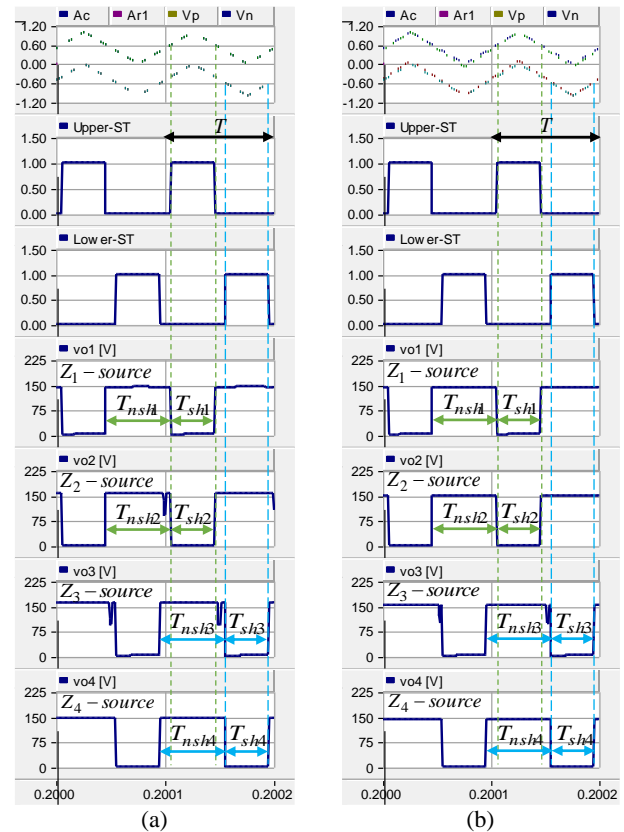 Ac Ar1 Vp Vn
1.20
0.60
0.00
-0.60
-1.20
Upper-ST
T
1.50
1.00
0.50
0.00
Low er-ST
1.50
1.00
0.50
0.00
vo1 [V]
225
Z1 – source
150
Tnsh1 Tsh1
75
0
vo2 [V]
225
Z2 – source
150
Tnsh2 Tsh2
75
0
vo3 [V]
225
Z3 – source
150
Tnsh3 Tsh3
75
0
vo4 [V]
225
Z4 – source
150
Tnsh4 Tsh4
75
0
0.2000 0.2001 0.2002
(a)
Ac Ar1 Vp Vn
1.20
0.60
0.00
-0.60
-1.20
Upper-ST
T
1.50
1.00
0.50
0.00
Low er-ST
1.50
1.00
0.50
0.00
vo1 [V]
225
Z1 – source
150
Tnsh1 Tsh1
75
0
vo2 [V]
225
Z2 – source
150
Tnsh2 Tsh2
75
0
vo3 [V]
225
Z3 – source
150
Tnsh3 Tsh3
75
0
vo4 [V]
225
Z4 – source
150
Tnsh4 Tsh4
75
0
0.2000 0.2001 0.2002
(b)